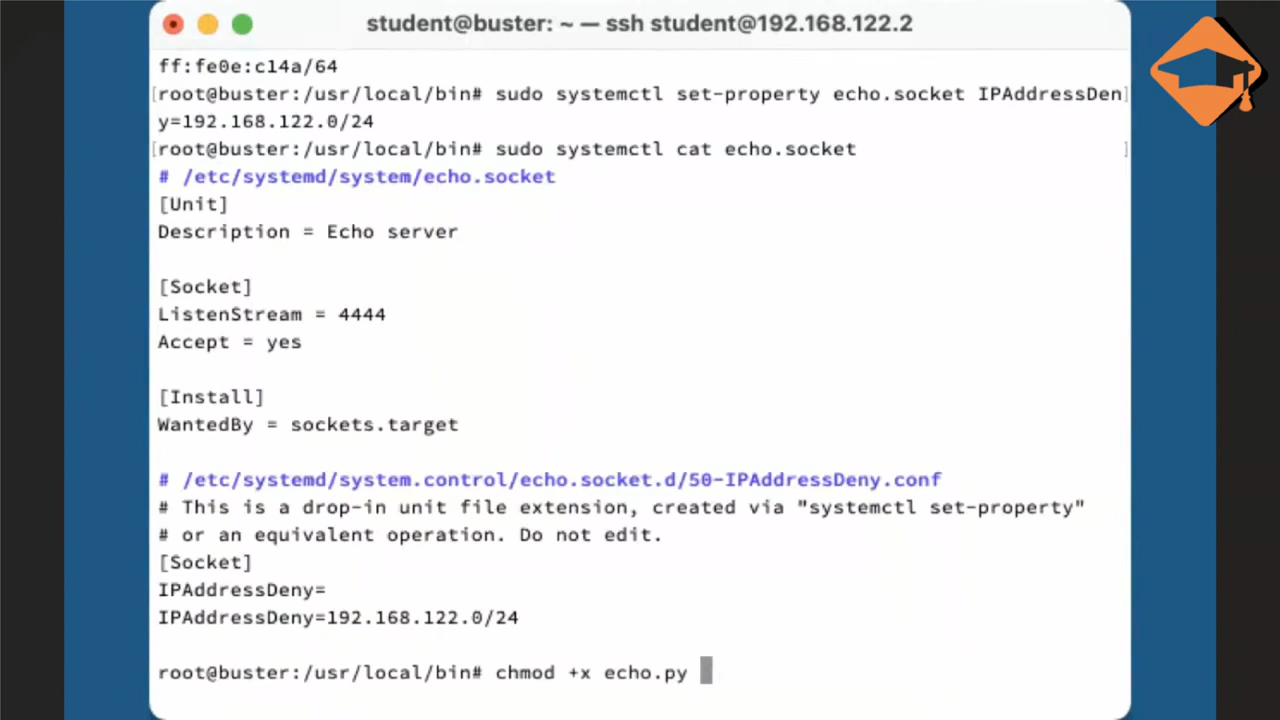 student@buster: ~ — ssh student@192.168.122.2
ff:fe0e:c14a/64
[root@buster:/usr/local/bin# sudo systemctl set-property echo.socket IPAddressDen]
y=192.168.122.0/24
[root@buster:/usr/local/bin# sudo systemctl cat echo.socket ]
# /etc/systemd/system/echo.socket
[Unit]
Description = Echo server
[Socket]
ListenStream = 4444
Accept = yes
[Install]
WantedBy = sockets.target
# /etc/systemd/system.control/echo.socket.d/50-IPAddressDeny.conf
# This is a drop-in unit file extension, created via "systemctl set-property"
# or an equivalent operation. Do not edit.
[Socket]
IPAddressDeny=
IPAddressDeny=192.168.122.0/24
root@buster:/usr/local/bin# chmod +x echo.py